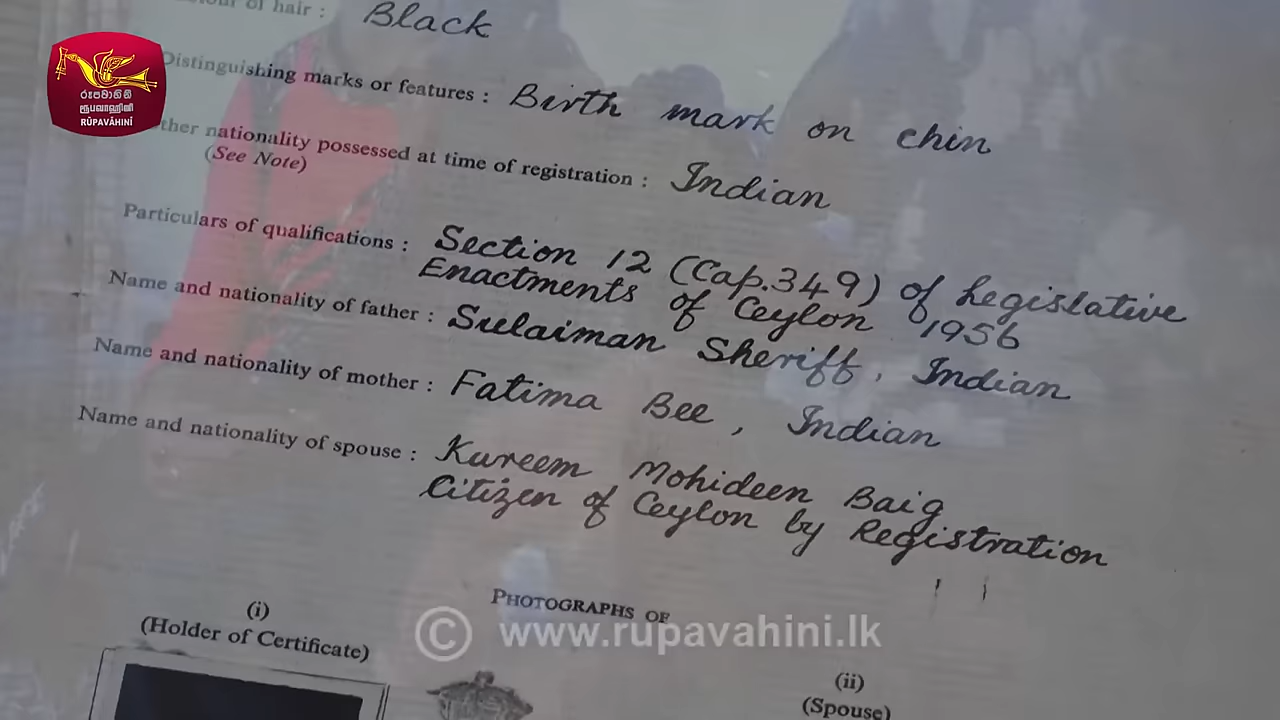 of hair : Black
රූපවාහිනී
ரூபவாஹினி
RŪPAVĀHINĪ
Distinguishing marks or features : Birth mark on chin
ther nationality possessed at time of registration : Indian
(See Note)
Particulars of qualifications : Section 12 (Cap.349) of Legislative
Enactments of Ceylon 1956
Name and nationality of father : Sulaiman Sheriff, Indian
Name and nationality of mother : Fatima Bee, Indian
Name and nationality of spouse : Kareem Mohideen Baig
Citizen of Ceylon by Registration
PHOTOGRAPHS OF
© www.rupavahini.lk
(i)
(Holder of Certificate)
(ii)
(Spouse)